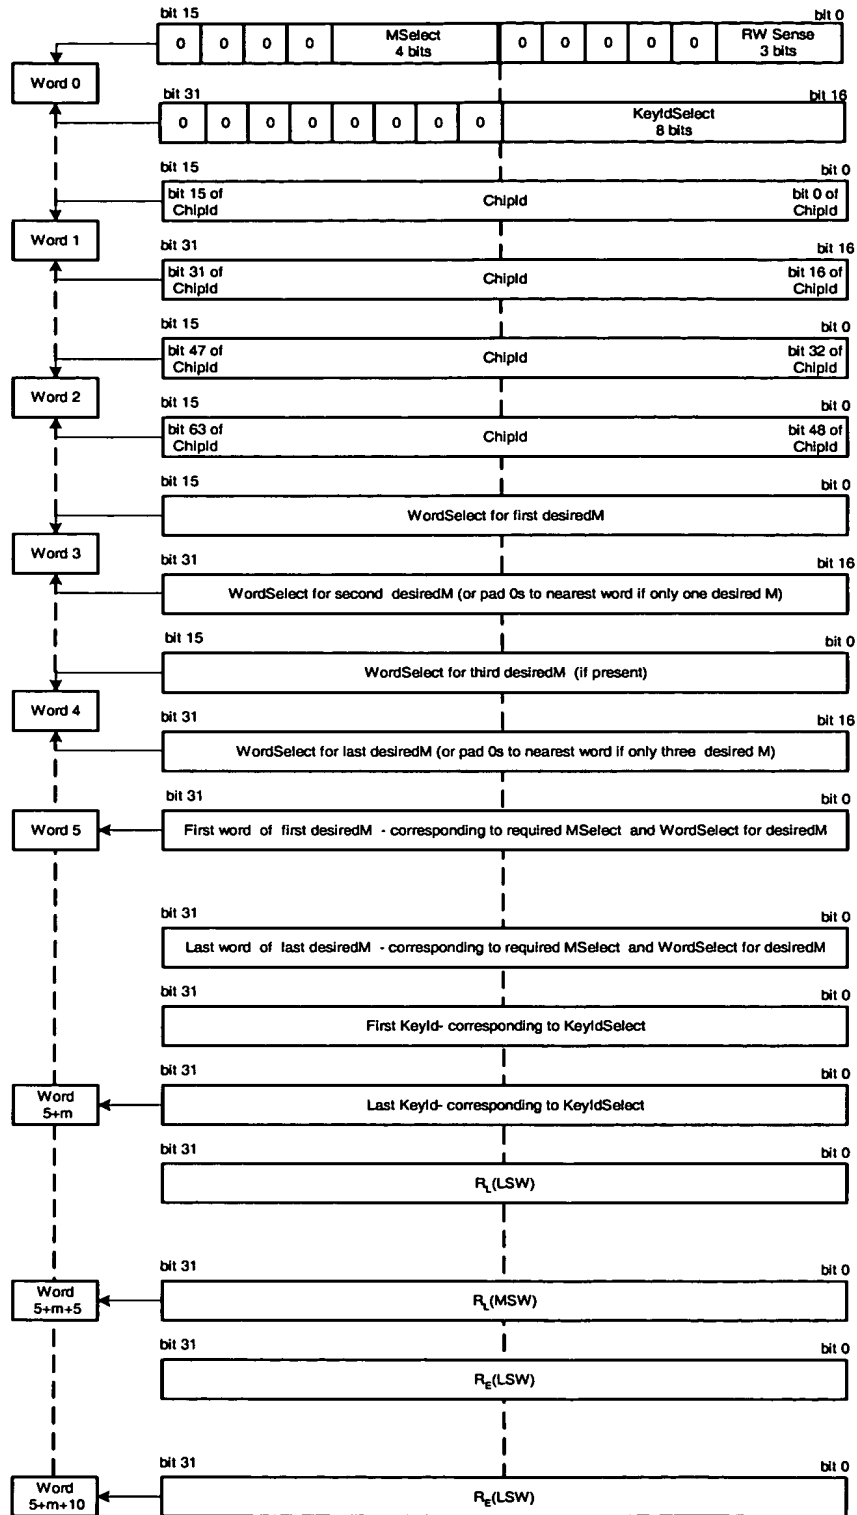 bit 15 bit 0
0 0 0 0 MSelect 4 bits 0 0 0 0 0 RW Sense 3 bits
Word 0
bit 31 bit 16
0 0 0 0 0 0 0 0 KeyIdSelect 8 bits
bit 15 bit 0
bit 15 of ChipId ChipId bit 0 of ChipId
Word 1
bit 31 bit 16
bit 31 of ChipId ChipId bit 16 of ChipId
bit 15 bit 0
bit 47 of ChipId ChipId bit 32 of ChipId
Word 2
bit 15 bit 0
bit 63 of ChipId ChipId bit 48 of ChipId
bit 15 bit 0
WordSelect for first desiredM
Word 3
bit 31 bit 16
WordSelect for second desiredM (or pad 0s to nearest word if only one desired M)
bit 15 bit 0
WordSelect for third desiredM (if present)
Word 4
bit 31 bit 16
WordSelect for last desiredM (or pad 0s to nearest word if only three desired M)
bit 31 bit 0
Word 5 First word of first desiredM - corresponding to required MSelect and WordSelect for desiredM
bit 31 bit 0
Last word of last desiredM - corresponding to required MSelect and WordSelect for desiredM
bit 31 bit 0
First KeyId- corresponding to KeyIdSelect
bit 31 bit 0
Word 5+m Last KeyId- corresponding to KeyIdSelect
bit 31 bit 0
RL(LSW)
bit 31 bit 0
Word 5+m+5 RL(MSW)
bit 31 bit 0
RE(LSW)
bit 31 bit 0
Word 5+m+10 RE(LSW)